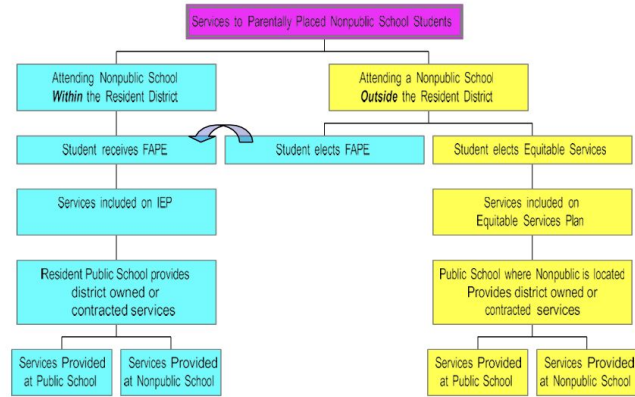 Services to Parentally Placed Nonpublic School Students
Attending Nonpublic School
Within the Resident District
Attending a Nonpublic School
Outside the Resident District
Student receives FAPE
Student elects FAPE
Student elects Equitable Services
Services included on IEP
Services included on
Equitable Services Plan
Resident Public School provides
district owned or
contracted services
Public School where Nonpublic is located
Provides district owned or
contracted services
Services Provided
at Public School
Services Provided
at Nonpublic School
Services Provided
at Public School
Services Provided
at Nonpublic School